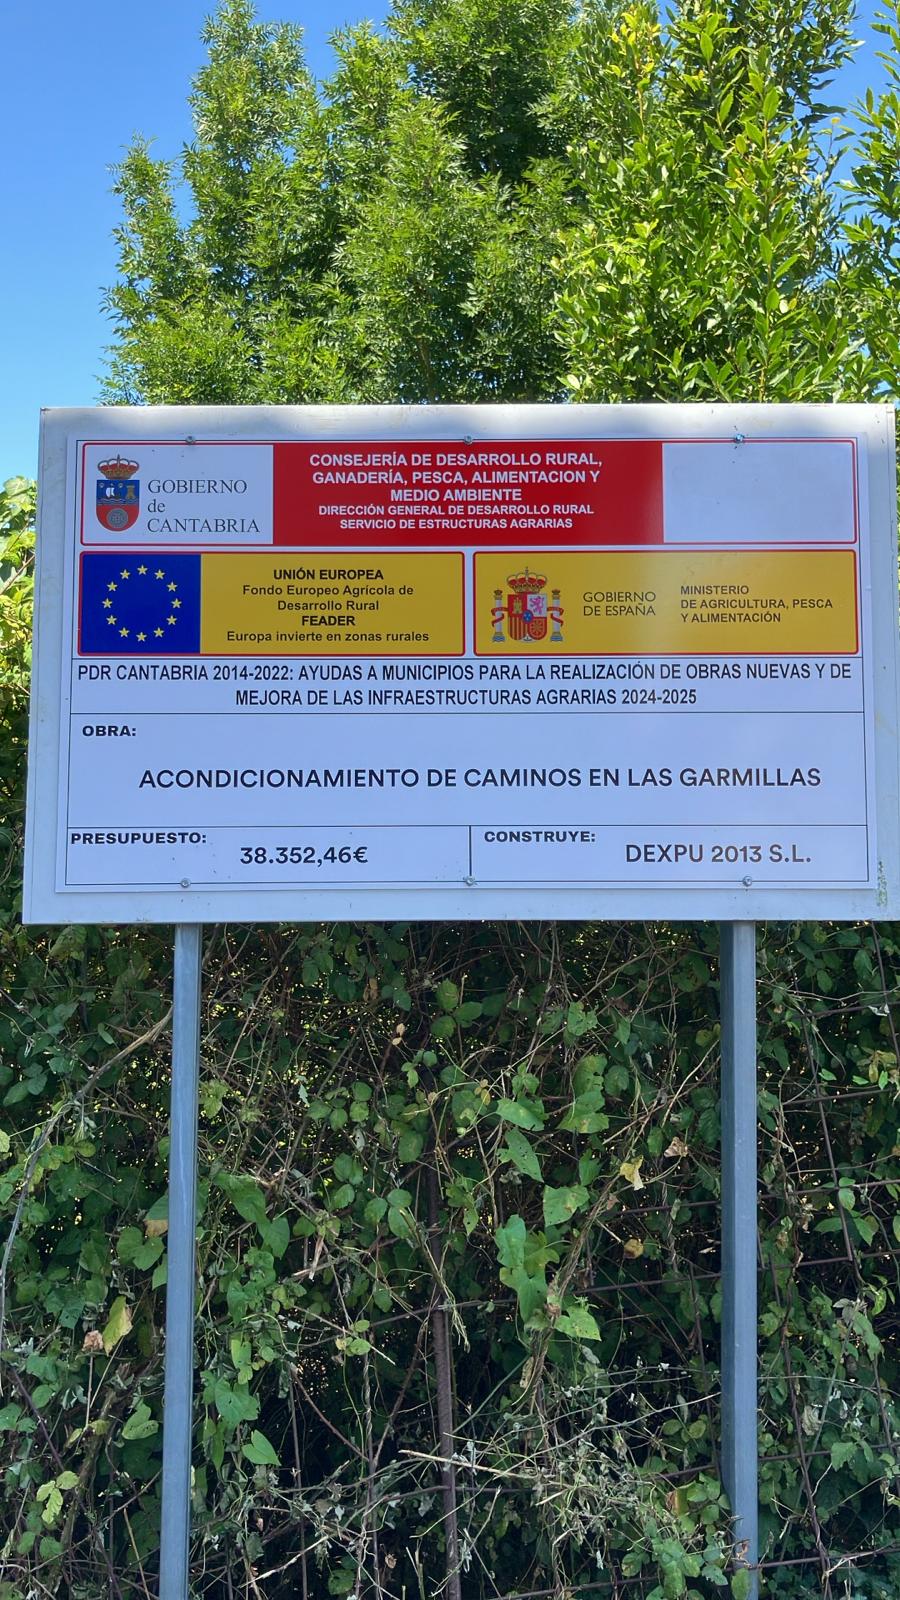 GOBIERNO
de
CANTABRIA
CONSEJERÍA DE DESARROLLO RURAL,
GANADERÍA, PESCA, ALIMENTACION Y
MEDIO AMBIENTE
DIRECCIÓN GENERAL DE DESARROLLO RURAL
SERVICIO DE ESTRUCTURAS AGRARIAS
UNIÓN EUROPEA
Fondo Europeo Agrícola de
Desarrollo Rural
FEADER
Europa invierte en zonas rurales
GOBIERNO
DE ESPAÑA
MINISTERIO
DE AGRICULTURA, PESCA
Y ALIMENTACIÓN
PDR CANTABRIA 2014-2022: AYUDAS A MUNICIPIOS PARA LA REALIZACIÓN DE OBRAS NUEVAS Y DE
MEJORA DE LAS INFRAESTRUCTURAS AGRARIAS 2024-2025
OBRA:
ACONDICIONAMIENTO DE CAMINOS EN LAS GARMILLAS
PRESUPUESTO:
38.352,46€
CONSTRUYE:
DEXPU 2013 S.L.